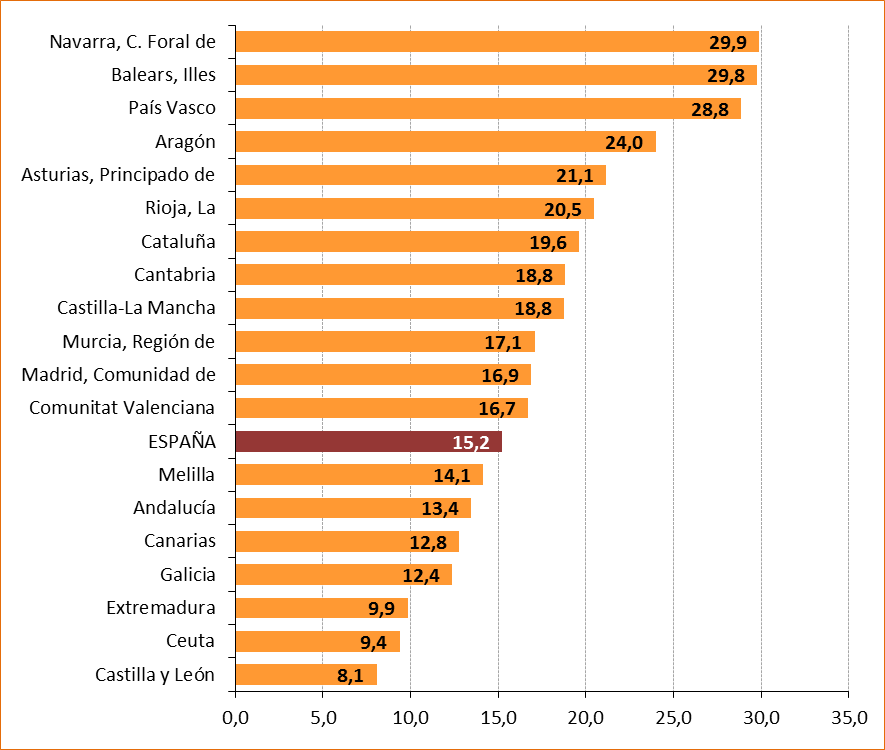 Navarra, C. Foral de 29,9
Balears, Illes 29,8
País Vasco 28,8
Aragón 24,0
Asturias, Principado de 21,1
Rioja, La 20,5
Cataluña 19,6
Cantabria 18,8
Castilla-La Mancha 18,8
Murcia, Región de 17,1
Madrid, Comunidad de 16,9
Comunitat Valenciana 16,7
ESPAÑA 15,2
Melilla 14,1
Andalucía 13,4
Canarias 12,8
Galicia 12,4
Extremadura 9,9
Ceuta 9,4
Castilla y León 8,1
0,0 5,0 10,0 15,0 20,0 25,0 30,0 35,0